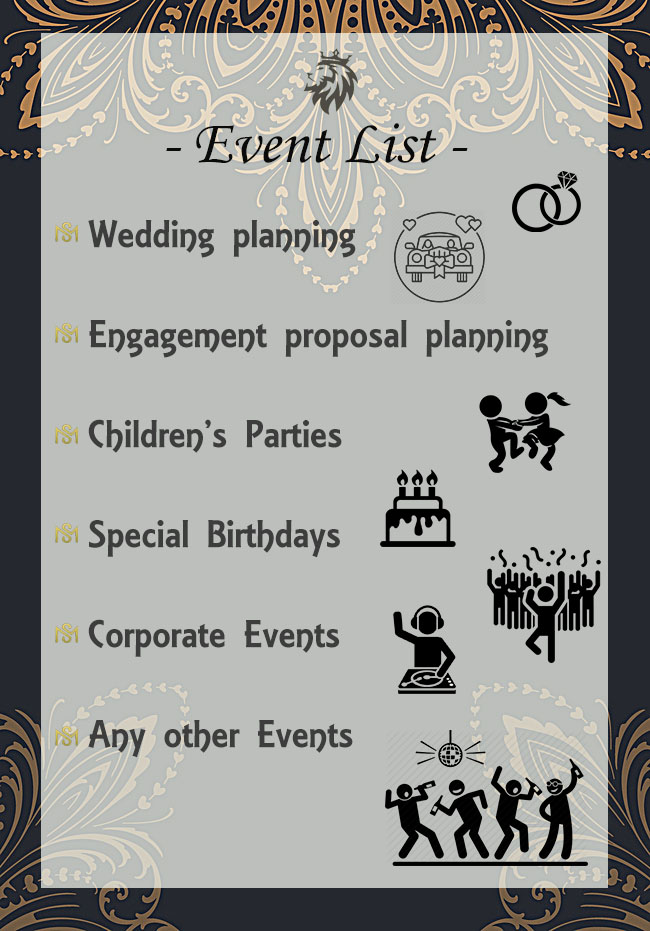 - Event List -
Wedding planning
Engagement proposal planning
Children's Parties
Special Birthdays
Corporate Events
Any other Events